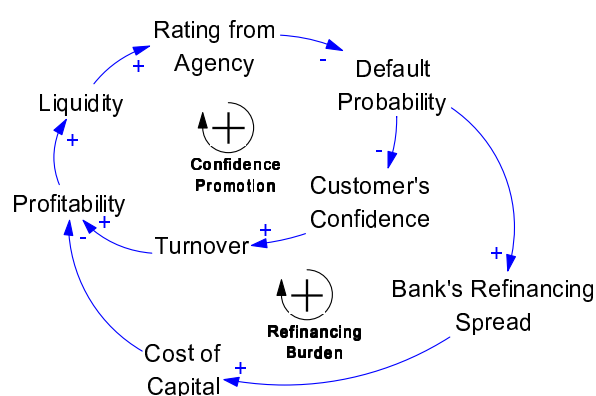 Rating from
Agency
+
-
Default
Probability
Liquidity
+
Confidence
Promotion
+
-
Customer's
Confidence
Profitability
+
-
+
Turnover
+
Bank's Refinancing
Spread
+
Refinancing
Burden
Cost of
Capital
+